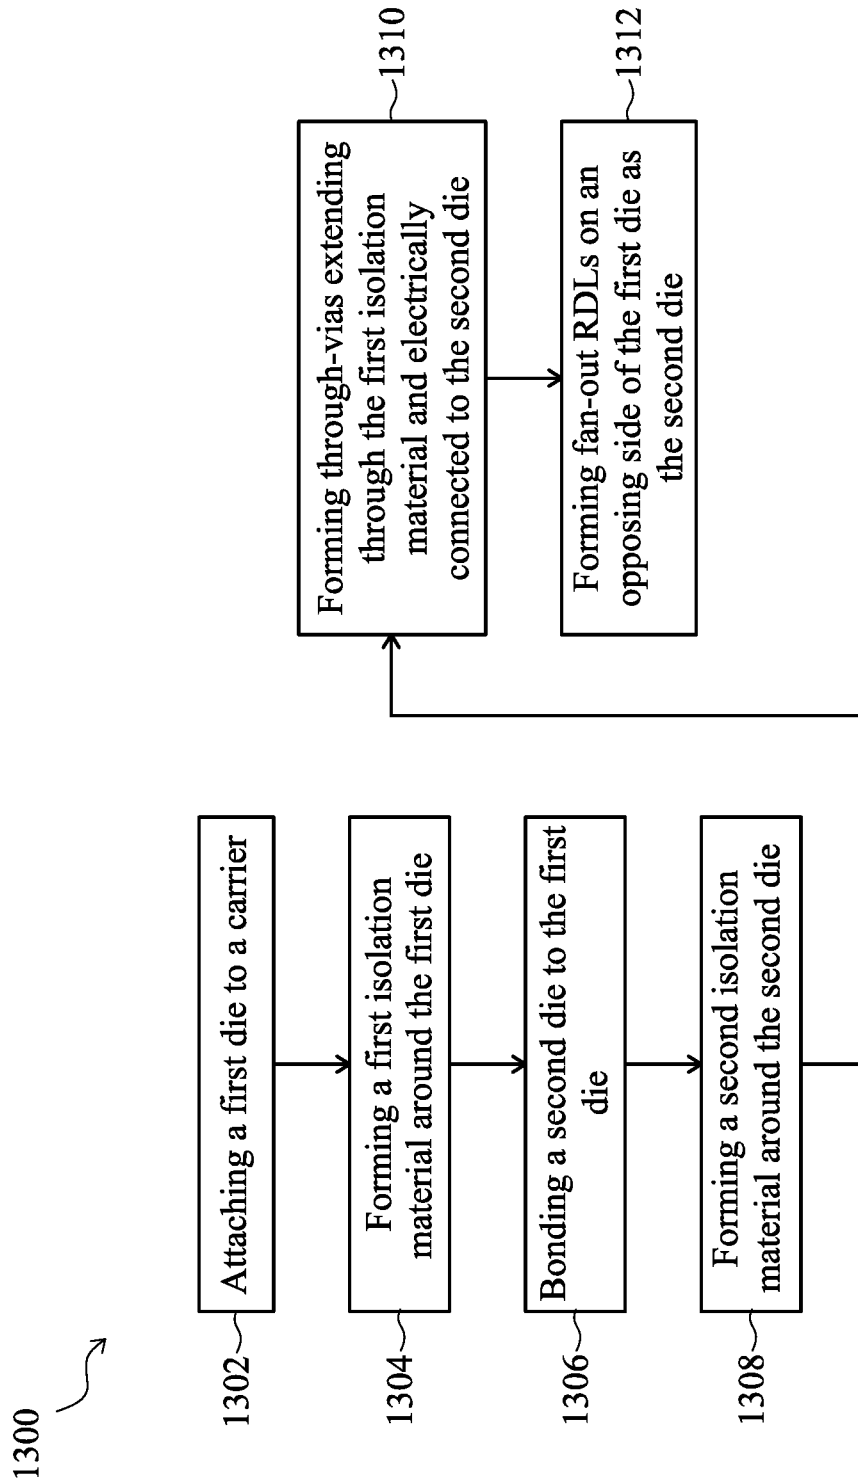 1300
1302
Attaching a first die to a carrier
1304
Forming a first isolation
material around the first die
1306
Bonding a second die to the first
die
1308
Forming a second isolation
material around the second die
1310
Forming through-vias extending
through the first isolation
material and electrically
connected to the second die
1312
Forming fan-out RDLs on an
opposing side of the first die as
the second die